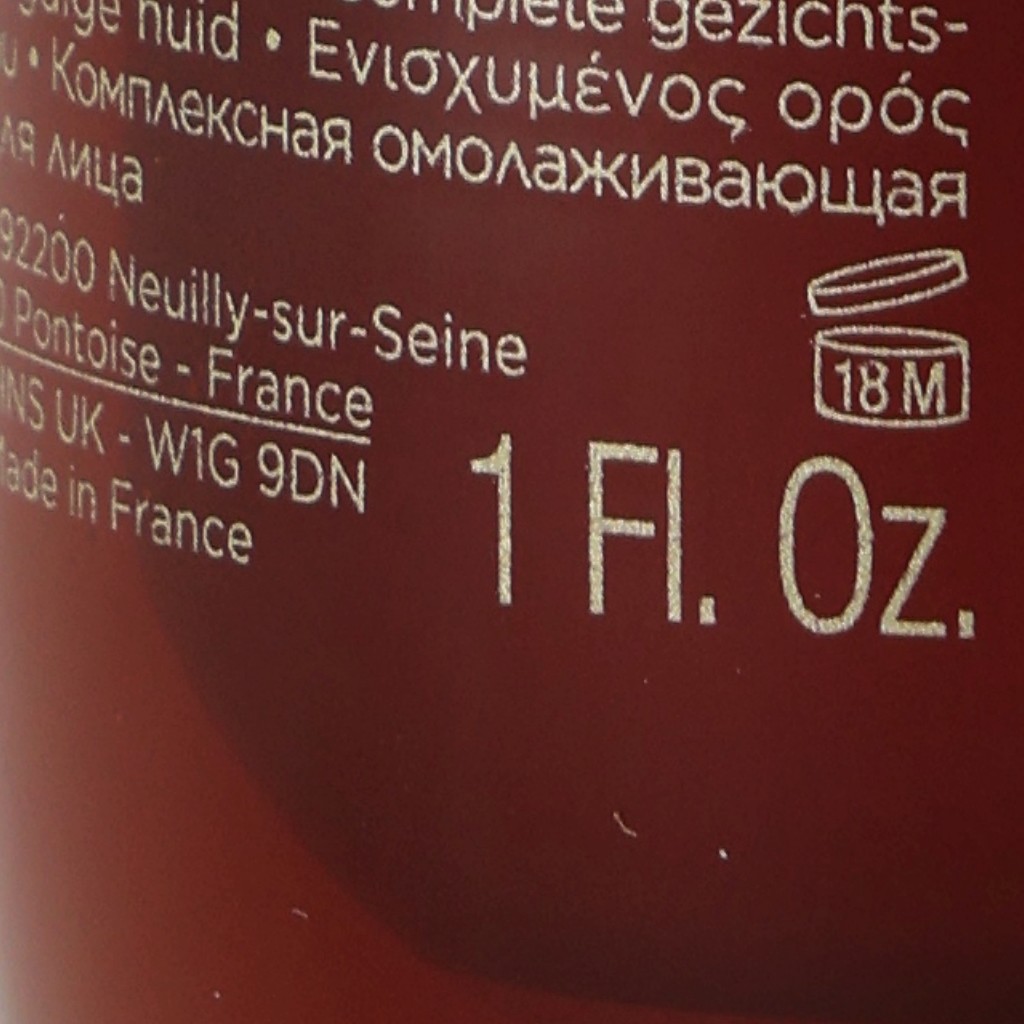 complete gezichts-
huid • Ενισχυμένος ορός
• Комплексная омолаживающая
лица
92200 Neuilly-sur-Seine
Pontoise - France
UK - W1G 9DN
Made in France
18 M
1 Fl. Oz.